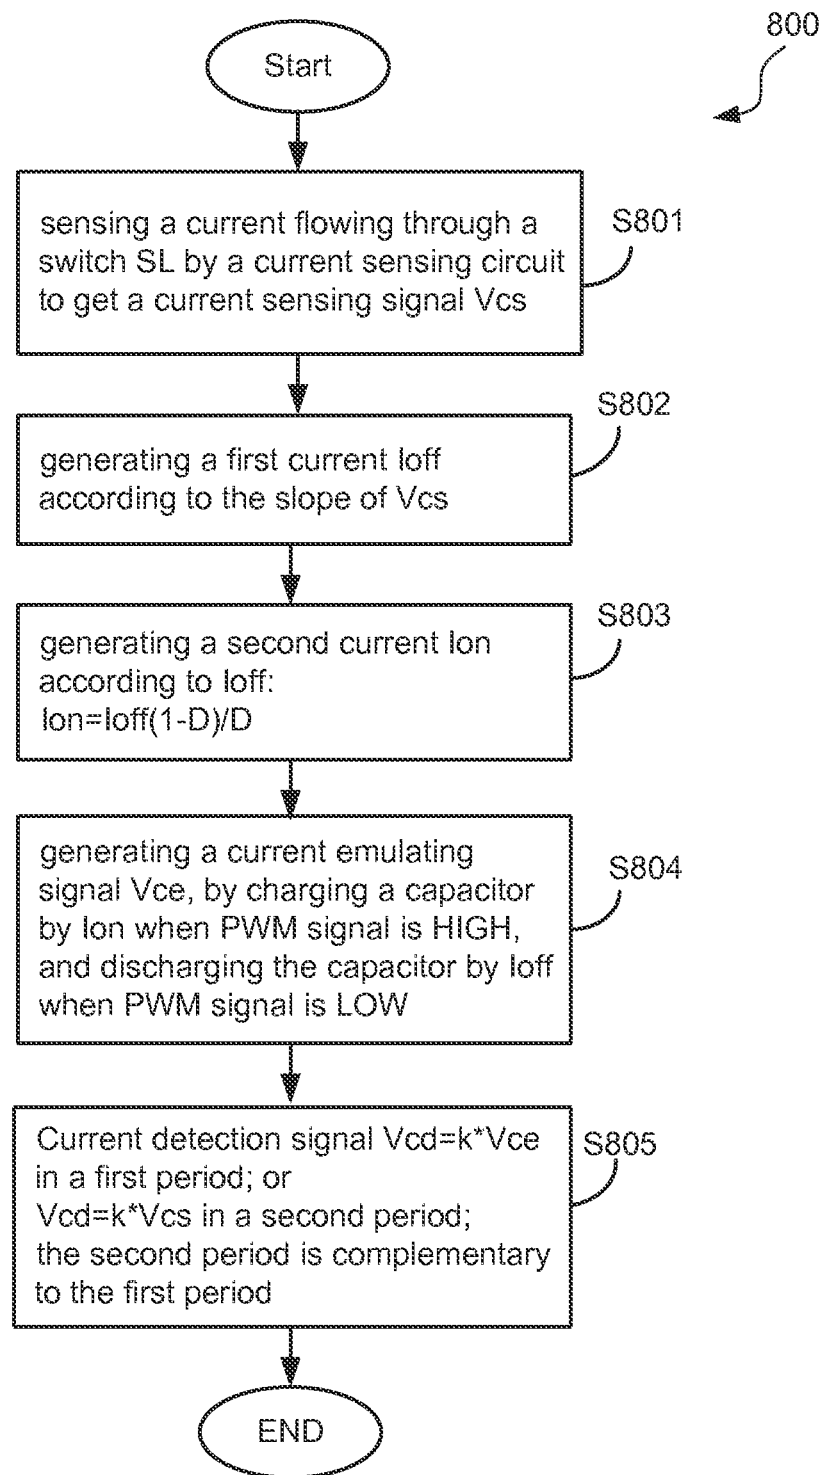 800
Start
sensing a current flowing through a
switch SL by a current sensing circuit
to get a current sensing signal Vcs
S801
generating a first current Ioff
according to the slope of Vcs
S802
generating a second current Ion
according to Ioff:
Ion=Ioff(1-D)/D
S803
generating a current emulating
signal Vce, by charging a capacitor
by Ion when PWM signal is HIGH,
and discharging the capacitor by Ioff
when PWM signal is LOW
S804
Current detection signal Vcd=k*Vce
in a first period; or
Vcd=k*Vcs in a second period;
the second period is complementary
to the first period
S805
END